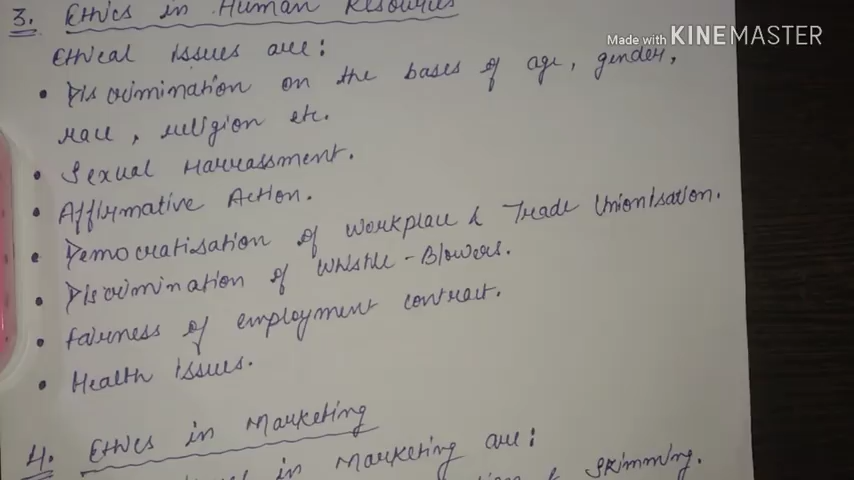 Made with KINEMASTER
3. Ethics in Human Resources
Ethical Issues are:
• Discrimination on the bases of age, gender,
race, religion etc.
• Sexual Harrassment.
• Affirmative Action.
• Democratisation of workplace & Trade Unionisation.
• Discrimination of Whistle-Blowers.
• Fairness of employment contract.
• Health Issues.
4. Ethics in Marketing
in Marketing are:
& Skimming.